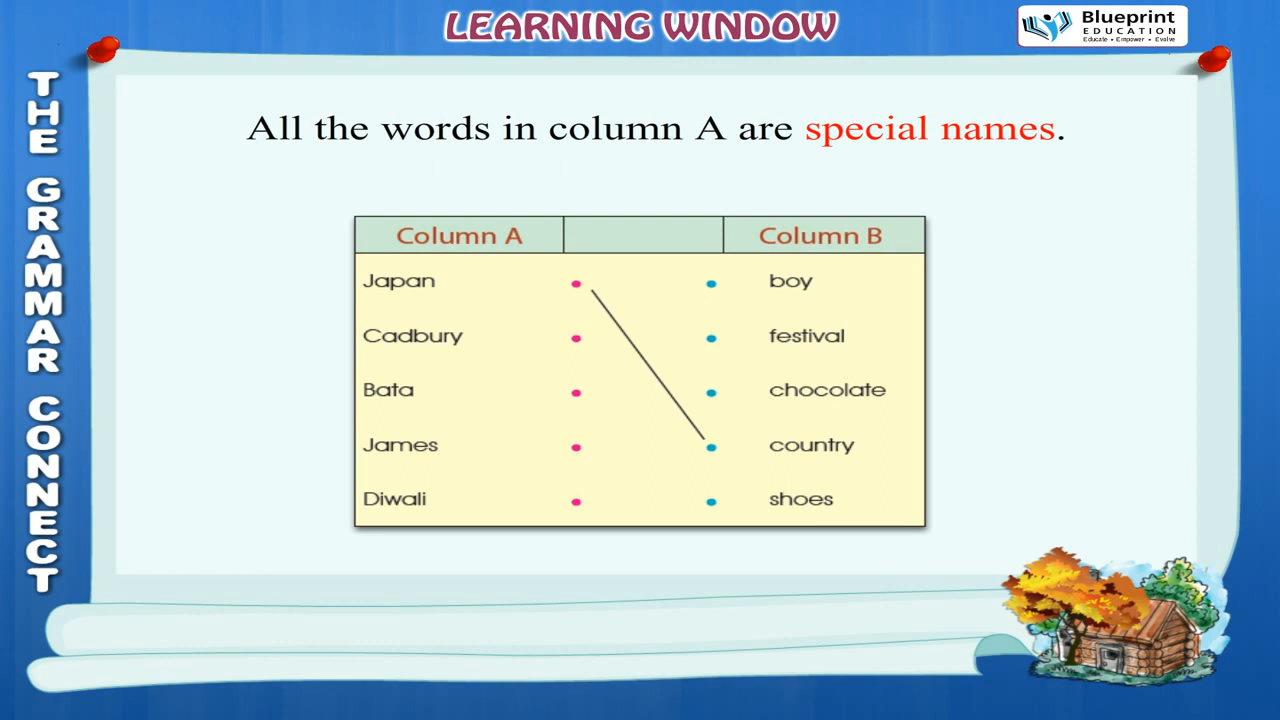 LEARNING WINDOW
Blueprint
EDUCATION
Educate • Empower • Evolve
THE GRAMMAR CONNECT
All the words in column A are special names.
Column A Column B
Japan boy
Cadbury festival
Bata chocolate
James country
Diwali shoes